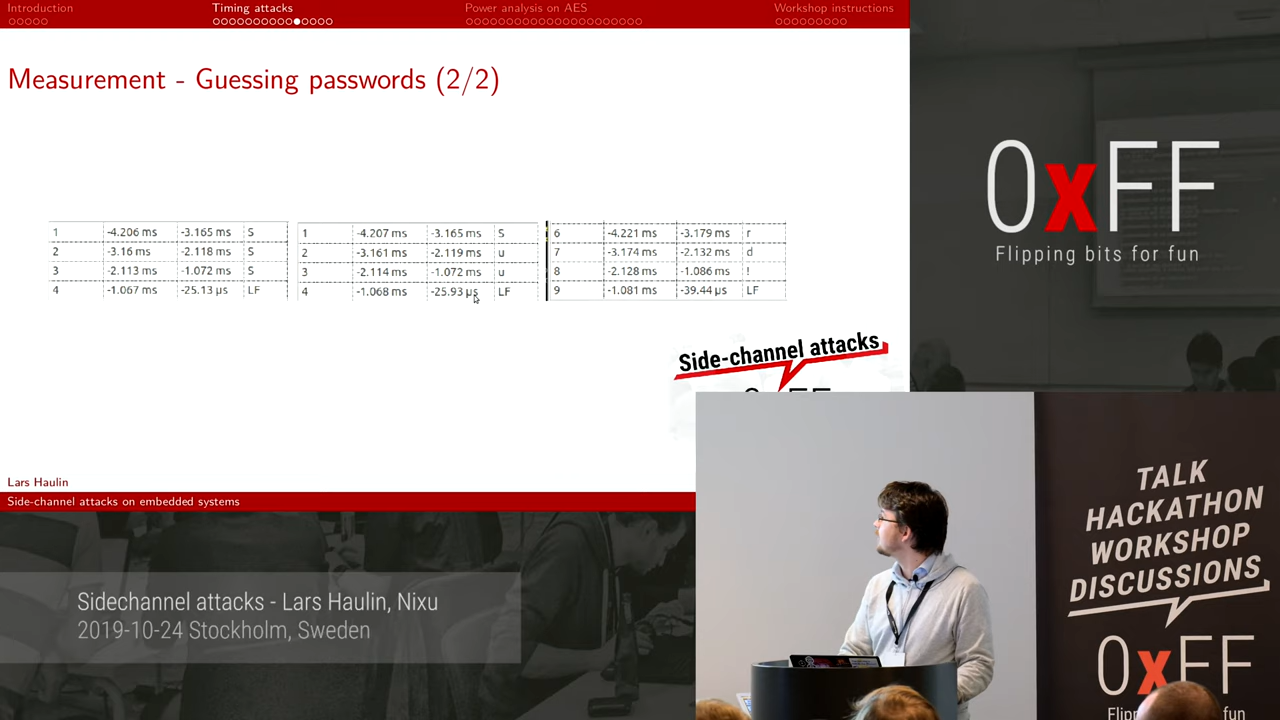 Introduction
Timing attacks
Power analysis on AES
Workshop instructions
Measurement - Guessing passwords (2/2)
1 -4.206 ms -3.165 ms S
2 -3.16 ms -2.118 ms S
3 -2.113 ms -1.072 ms S
4 -1.067 ms -25.13 µs LF
1 -4.207 ms -3.165 ms S
2 -3.161 ms -2.119 ms u
3 -2.114 ms -1.072 ms u
4 -1.068 ms -25.93 µs LF
6 -4.221 ms -3.179 ms r
7 -3.174 ms -2.132 ms d
8 -2.128 ms -1.086 ms !
9 -1.081 ms -39.44 µs LF
Side-channel attacks
Lars Haulin
Side-channel attacks on embedded systems
0xFF
Flipping bits for fun
Sidechannel attacks - Lars Haulin, Nixu
2019-10-24 Stockholm, Sweden
TALK
HACKATHON
WORKSHOP
DISCUSSIONS
0xFF